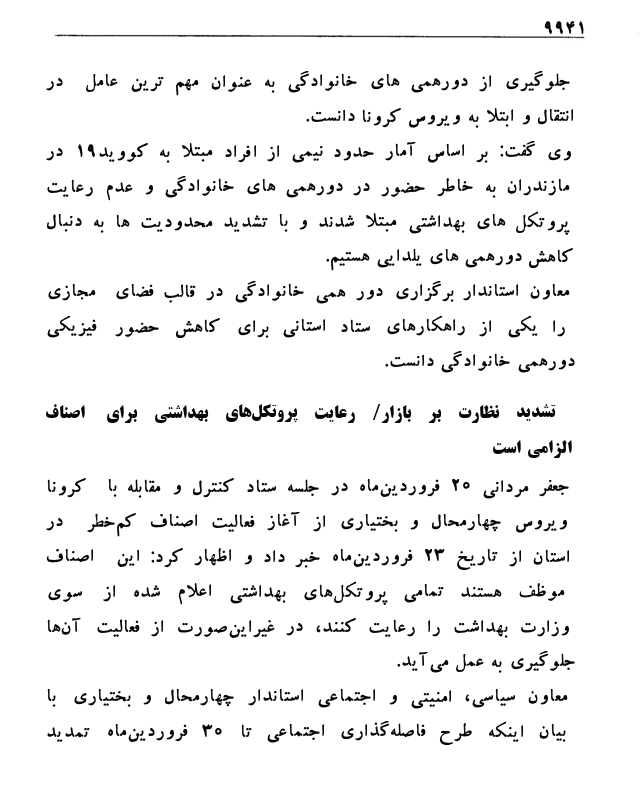 ۹۹۴۱
جلوگیری از دورهمی های خانوادگی به عنوان مهم ترین عامل در
انتقال و ابتلا به ویروس کرونا دانست.
وی گفت: بر اساس آمار حدود نیمی از افراد مبتلا به کووید۱۹ در
مازندران به خاطر حضور در دورهمی های خانوادگی و عدم رعایت
پروتکل های بهداشتی مبتلا شدند و با تشدید محدودیت ها به دنبال
کاهش دورهمی های یلدایی هستیم.
معاون استاندار برگزاری دور همی خانوادگی در قالب فضای مجازی
را یکی از راهکارهای ستاد استانی برای کاهش حضور فیزیکی
دورهمی خانوادگی دانست.
تشدید نظارت بر بازار/ رعایت پروتکل‌های بهداشتی برای اصناف
الزامی است
جعفر مردانی ۲۰ فروردین‌ماه در جلسه ستاد کنترل و مقابله با کرونا
ویروس چهارمحال و بختیاری از آغاز فعالیت اصناف کم‌خطر در
استان از تاریخ ۲۳ فروردین‌ماه خبر داد و اظهار کرد: این اصناف
موظف هستند تمامی پروتکل‌های بهداشتی اعلام شده از سوی
وزارت بهداشت را رعایت کنند، در غیراین‌صورت از فعالیت آن‌ها
جلوگیری به عمل می‌آید.
معاون سیاسی، امنیتی و اجتماعی استاندار چهارمحال و بختیاری با
بیان اینکه طرح فاصله‌گذاری اجتماعی تا ۳۰ فروردین‌ماه تمدید